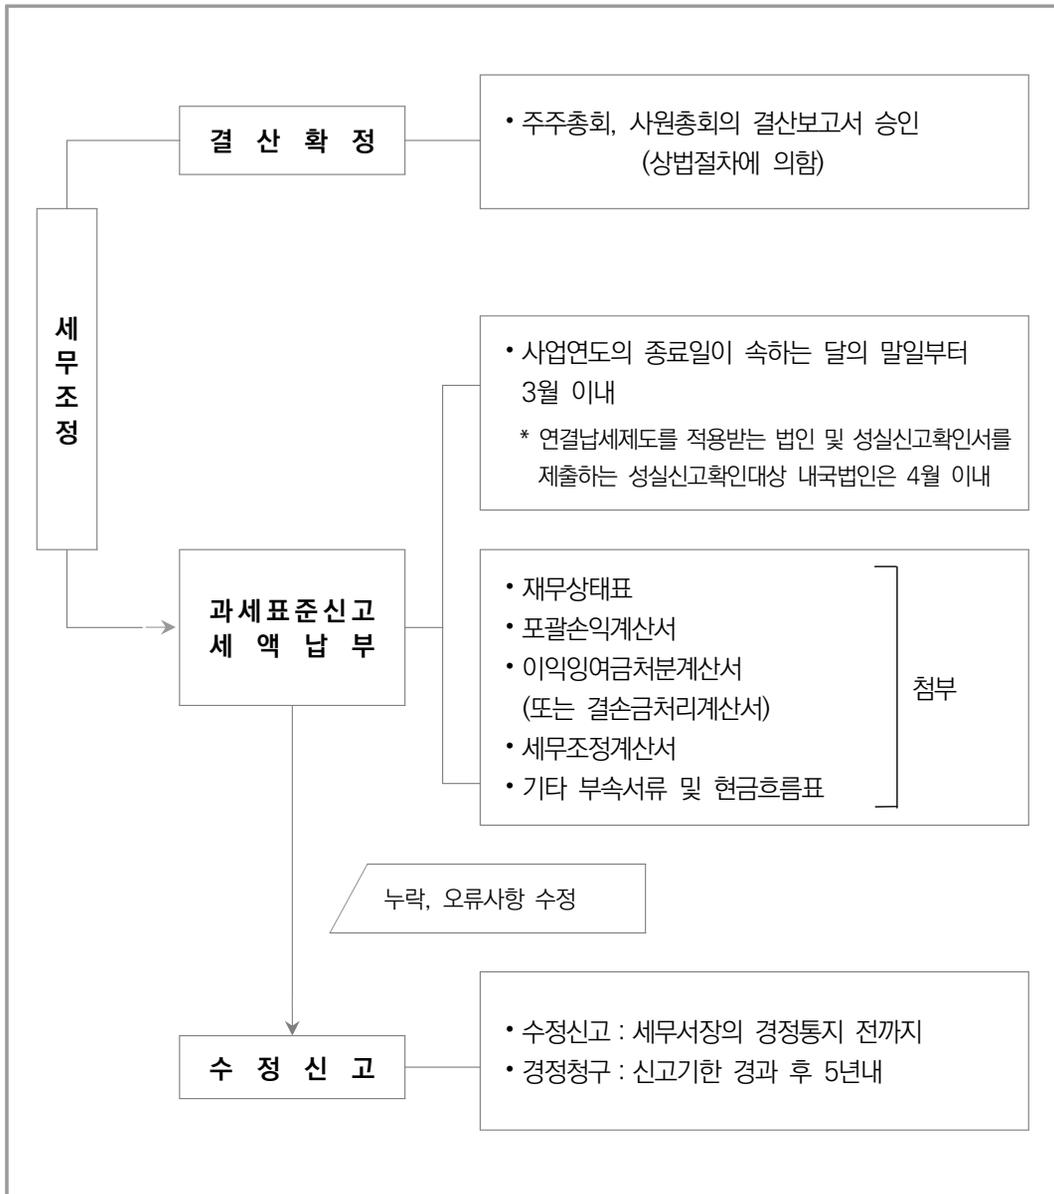 결 산 확 정
• 주주총회, 사원총회의 결산보고서 승인
(상법절차에 의함)
세
무
조
정
• 사업연도의 종료일이 속하는 달의 말일부터
3월 이내
* 연결납세제도를 적용받는 법인 및 성실신고확인서를
제출하는 성실신고확인대상 내국법인은 4월 이내
과세표준신고
세 액 납 부
• 재무상태표
• 포괄손익계산서
• 이익잉여금처분계산서
(또는 결손금처리계산서)
• 세무조정계산서
• 기타 부속서류 및 현금흐름표
첨부
누락, 오류사항 수정
수 정 신 고
• 수정신고 : 세무서장의 경정통지 전까지
• 경정청구 : 신고기한 경과 후 5년내